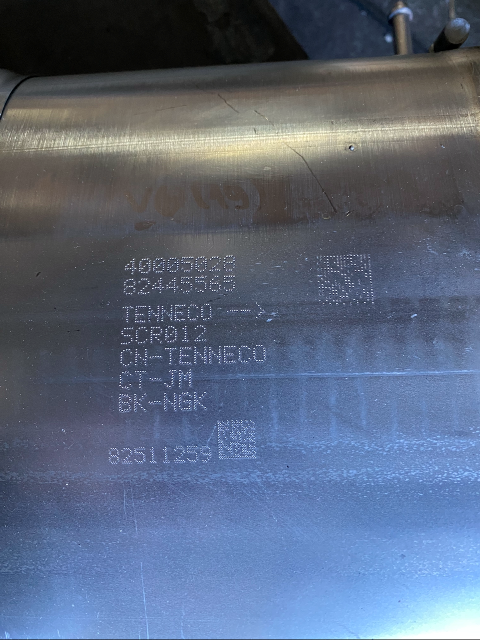 40005028
82445565
TENNECO -->
SCR012
CN-TENNECO
CT-JM
BK-NGK
82511259